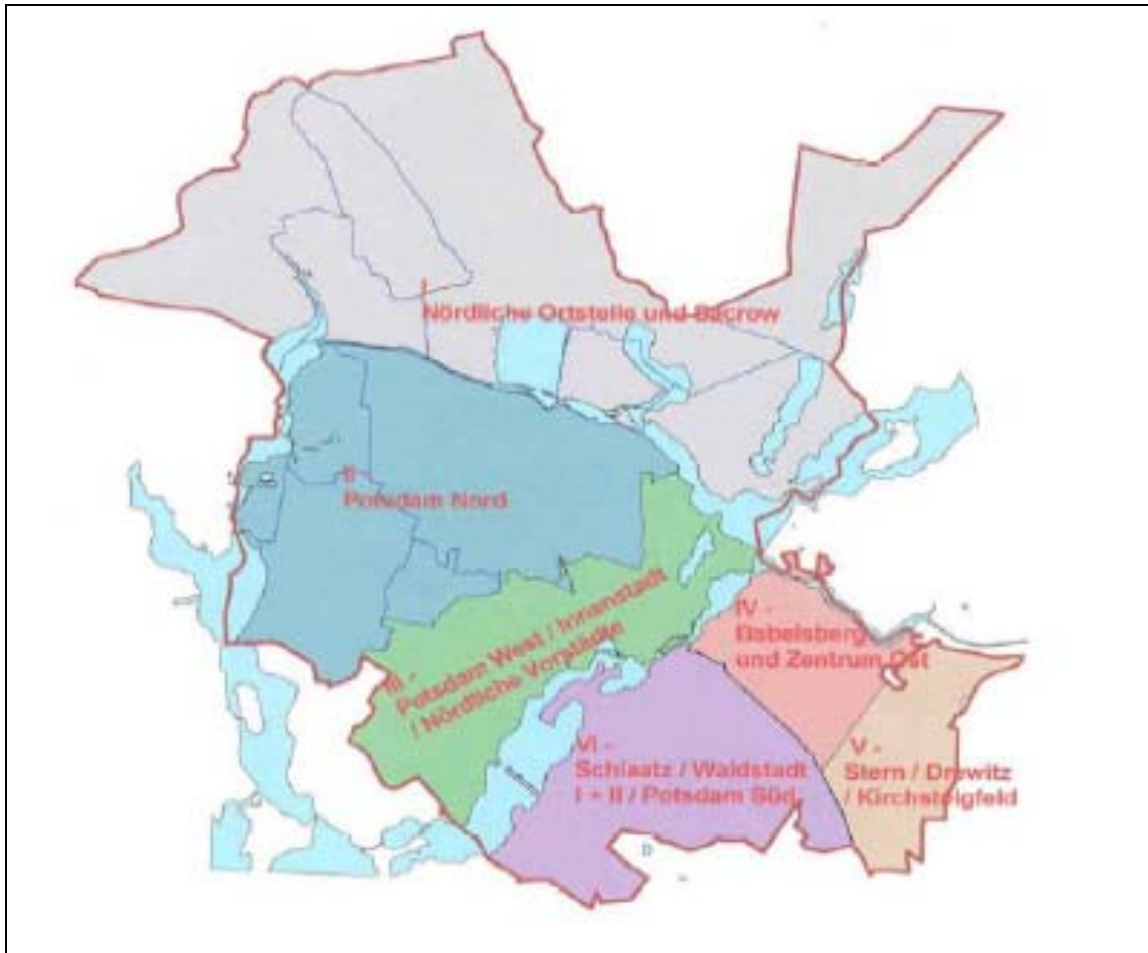 I
Nördliche Ortsteile und Sacrow
II
Potsdam Nord
III -
Potsdam West / Innenstadt
/ Nördliche Vorstädte
IV -
Babelsberg
und Zentrum Ost
V -
Stern / Drewitz
/ Kirchsteigfeld
VI -
Schlaatz / Waldstadt
I + II / Potsdam Süd